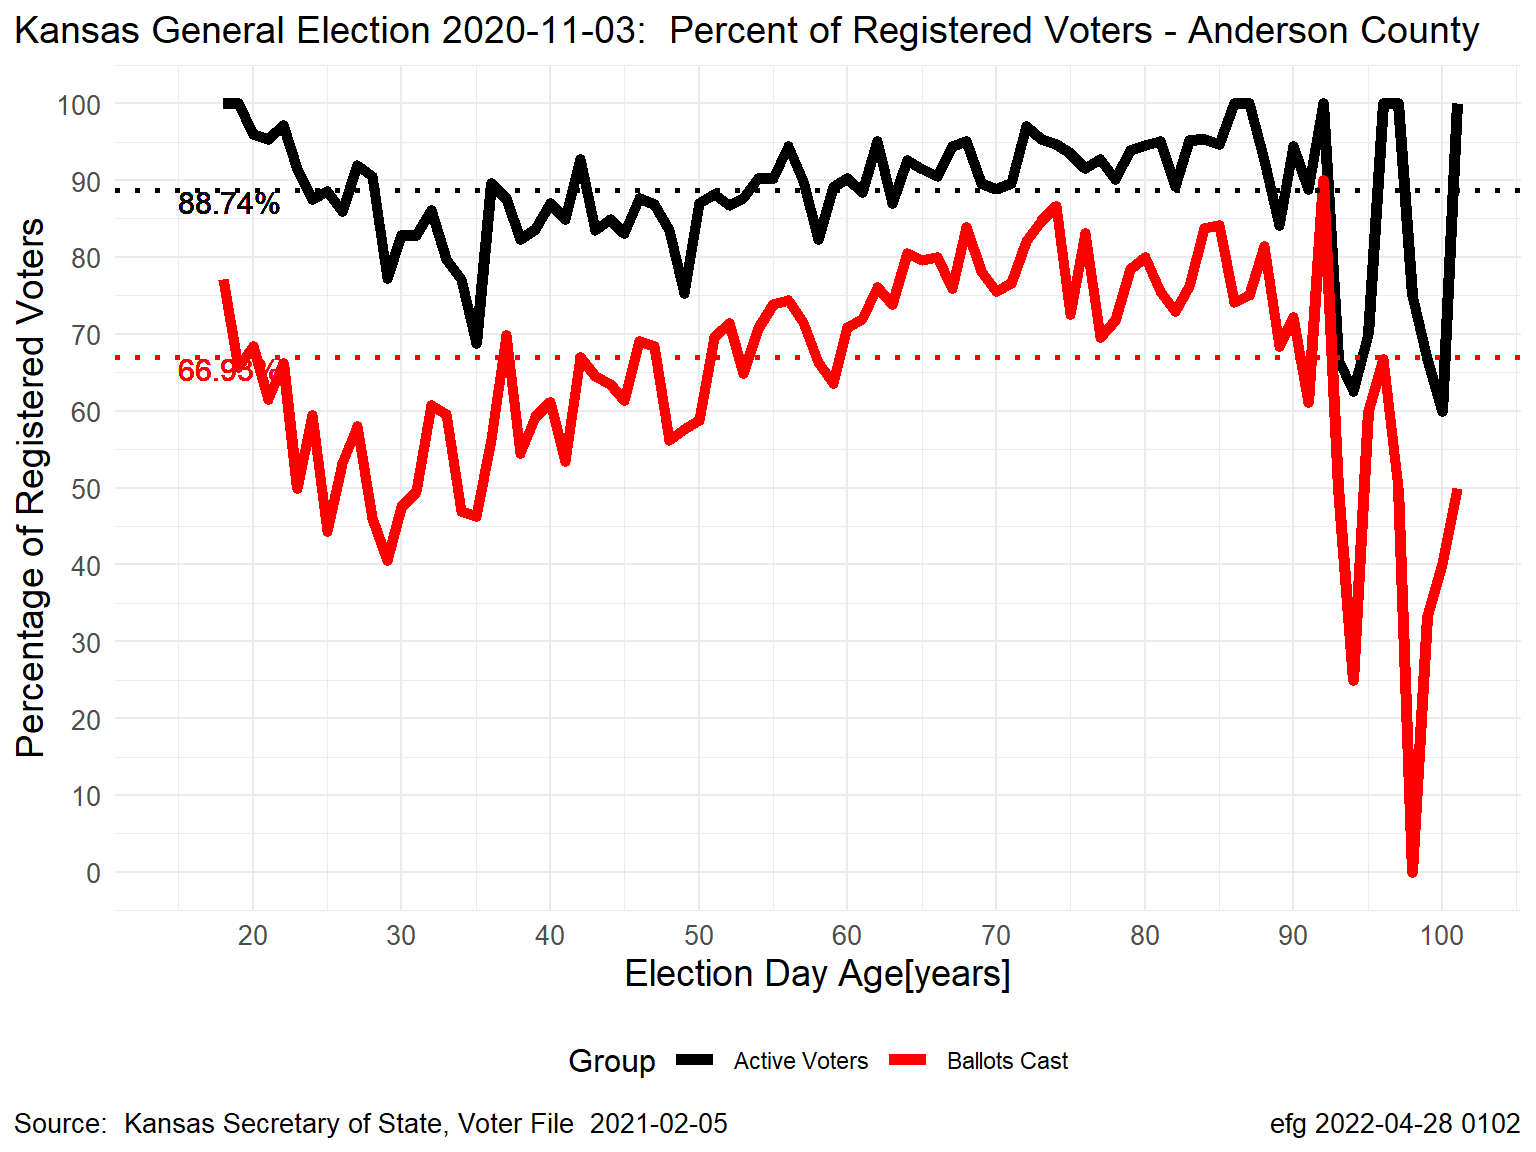 Kansas General Election 2020-11-03:  Percent of Registered Voters - Anderson County
Percentage of Registered Voters
100
90
80
70
60
50
40
30
20
10
0
88.74%
66.93%
20 30 40 50 60 70 80 90 100
Election Day Age[years]
Group Active Voters Ballots Cast
Source:  Kansas Secretary of State, Voter File  2021-02-05
efg 2022-04-28 0102